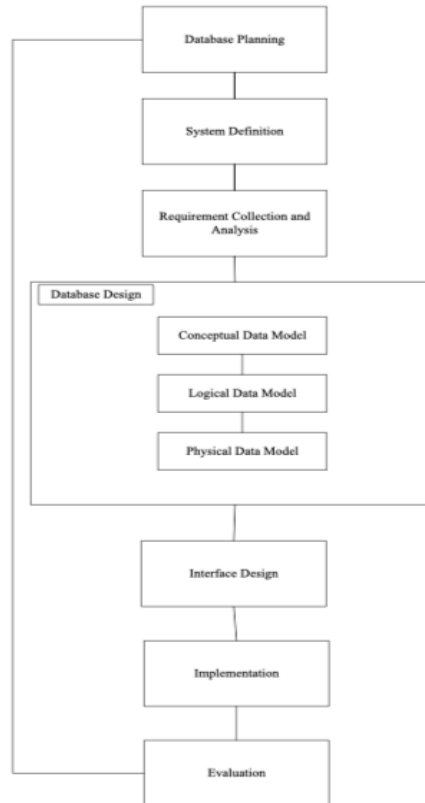 Database Planning
System Definition
Requirement Collection and
Analysis
Database Design
Conceptual Data Model
Logical Data Model
Physical Data Model
Interface Design
Implementation
Evaluation